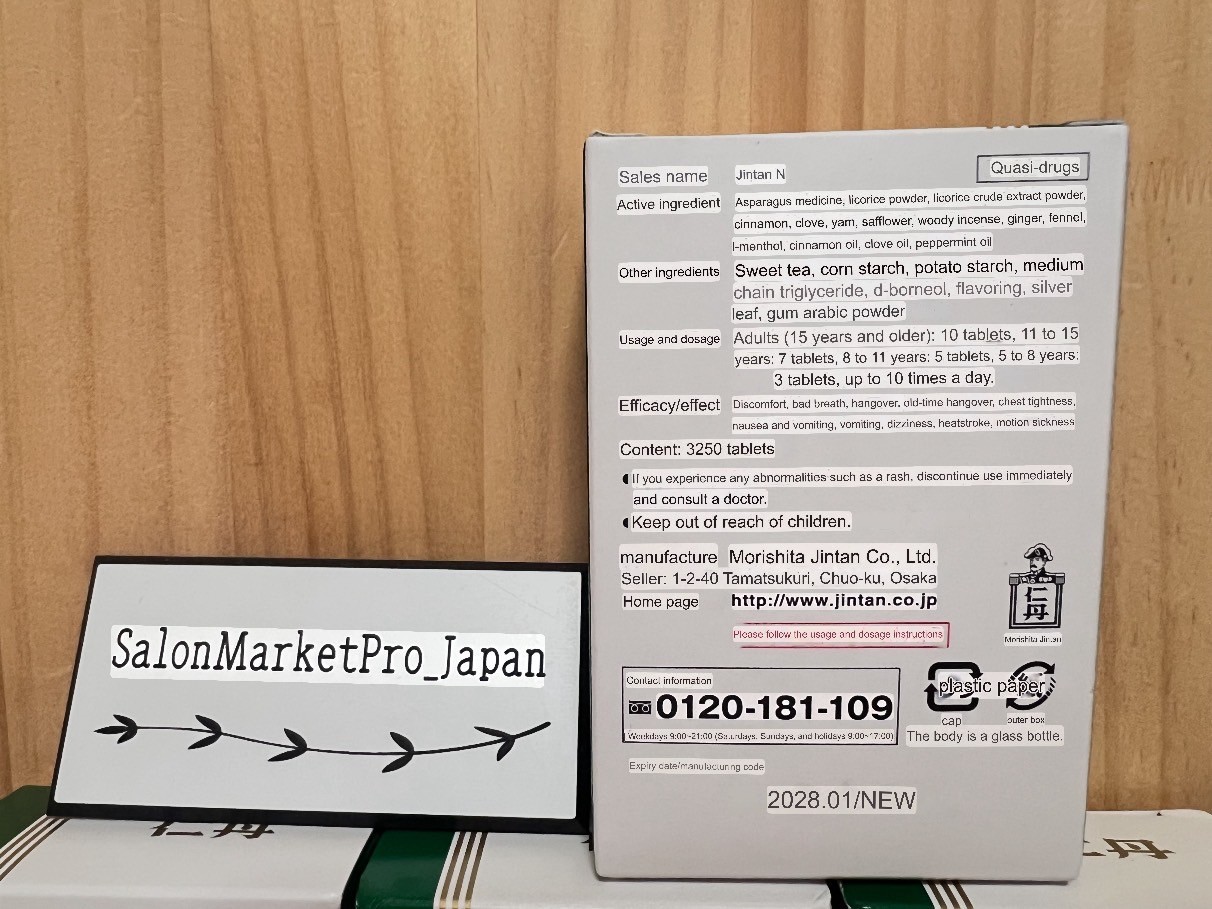 Sales name Jintan N Quasi-drugs
Active ingredient Asparagus medicine, licorice powder, licorice crude extract powder,
cinnamon, clove, yam, safflower, woody incense, ginger, fennel,
l-menthol, cinnamon oil, clove oil, peppermint oil
Other ingredients Sweet tea, corn starch, potato starch, medium
chain triglyceride, d-borneol, flavoring, silver
leaf, gum arabic powder
Usage and dosage Adults (15 years and older): 10 tablets, 11 to 15
years: 7 tablets, 8 to 11 years: 5 tablets, 5 to 8 years:
3 tablets, up to 10 times a day.
Efficacy/effect Discomfort, bad breath, hangover, old-time hangover, chest tightness,
nausea and vomiting, vomiting, dizziness, heatstroke, motion sickness
Content: 3250 tablets
If you experience any abnormalities such as a rash, discontinue use immediately
and consult a doctor.
Keep out of reach of children.
manufacture Morishita Jintan Co., Ltd.
Seller: 1-2-40 Tamatsukuri, Chuo-ku, Osaka
Home page http://www.jintan.co.jp
仁丹
Morishita Jintan
Please follow the usage and dosage instructions
Contact information
0120-181-109
Weekdays 9:00~21:00 (Saturdays, Sundays, and holidays 9:00~17:00)
plastic paper
cap outer box
The body is a glass bottle.
Expiry date/manufacturing code
2028.01/NEW
SalonMarketPro_Japan
仁丹
丹